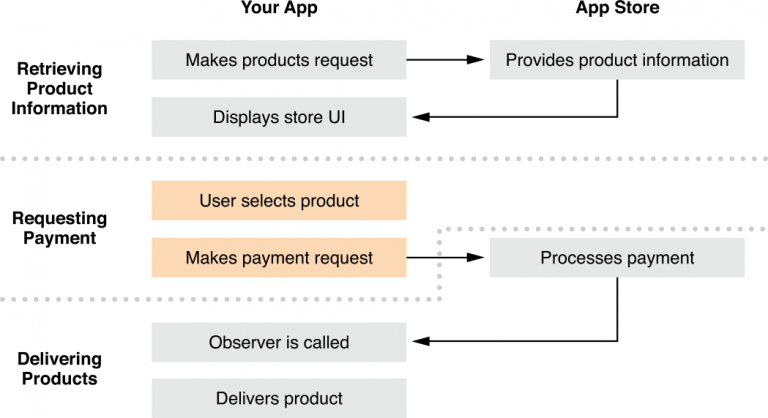 Your App
App Store
Retrieving
Product
Information
Makes products request
Provides product information
Displays store UI
Requesting
Payment
User selects product
Makes payment request
Processes payment
Delivering
Products
Observer is called
Delivers product